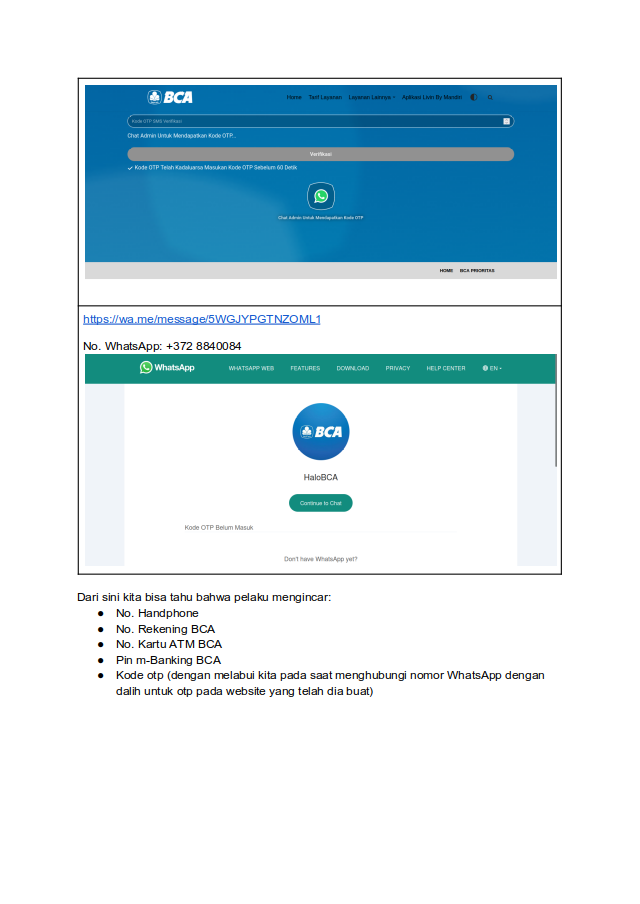 BCA
Home Tarif Layanan Layanan Lainnya Aplikasi Livin By Mandiri
Kode OTP SMS Verifikasi
Chat Admin Untuk Mendapatkan Kode OTP...
Verifikasi
Kode OTP Telah Kadaluarsa Masukan Kode OTP Sebelum 60 Detik
Chat Admin Untuk Mendapatkan Kode OTP
HOME BCA PRIORITAS
https://wa.me/message/5WGJYPGTNZOML1
No. WhatsApp: +372 8840084
WhatsApp WHATSAPP WEB FEATURES DOWNLOAD PRIVACY HELP CENTER EN
BCA
HaloBCA
Continue to Chat
Kode OTP Belum Masuk
Don't have WhatsApp yet?
Dari sini kita bisa tahu bahwa pelaku mengincar:
● No. Handphone
● No. Rekening BCA
● No. Kartu ATM BCA
● Pin m-Banking BCA
● Kode otp (dengan melabui kita pada saat menghubungi nomor WhatsApp dengan
dalih untuk otp pada website yang telah dia buat)